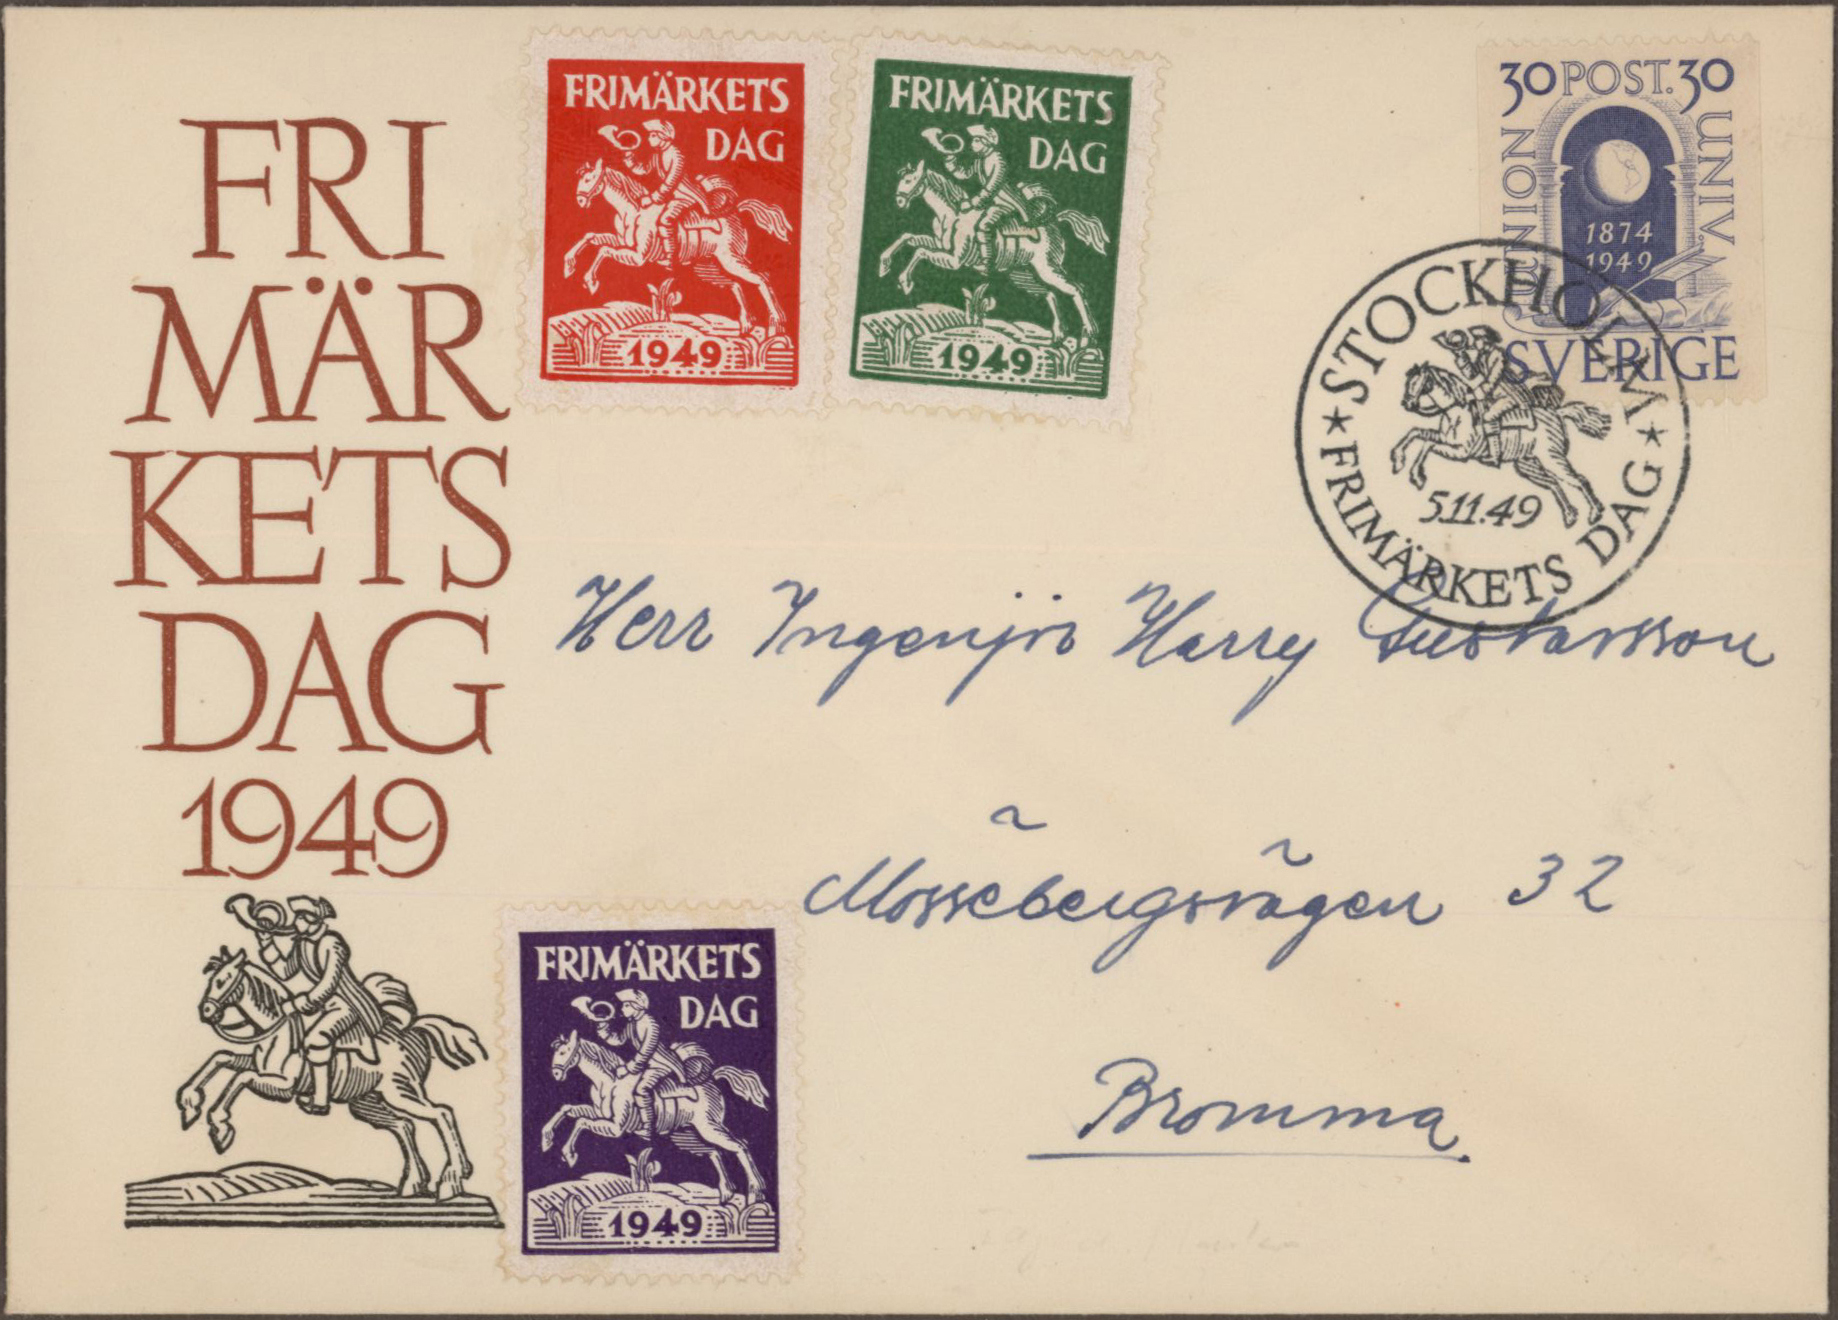 FRI
MÄR
KETS
DAG
1949
FRIMÄRKETS
DAG
1949
FRIMÄRKETS
DAG
1949
30 POST. 30
UNION
UNIV.
1874
1949
SVERIGE
★ STOCKHOLM ★
5.11.49
FRIMÄRKETS DAG
Herr Ingenjör Harry Gustavsson
Mössebergsvägen 32
Bromma
FRIMÄRKETS
DAG
1949